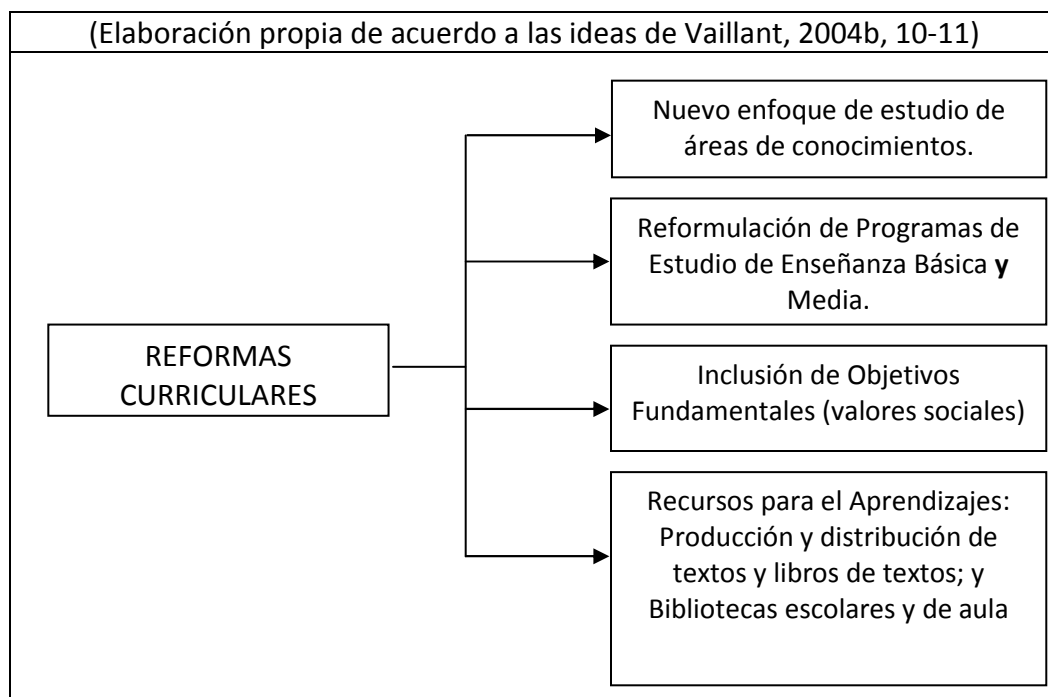 (Elaboración propia de acuerdo a las ideas de Vaillant, 2004b, 10-11)
Nuevo enfoque de estudio de
áreas de conocimientos.
Reformulación de Programas de
Estudio de Enseñanza Básica y
Media.
REFORMAS
CURRICULARES
Inclusión de Objetivos
Fundamentales (valores sociales)
Recursos para el Aprendizajes:
Producción y distribución de
textos y libros de textos; y
Bibliotecas escolares y de aula